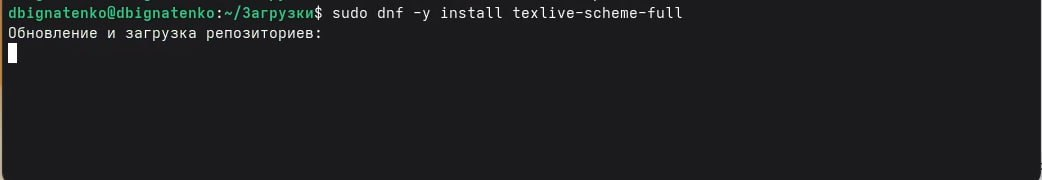 dbignatenko@dbignatenko:~/Загрузки$ sudo dnf -y install texlive-scheme-full
Обновление и загрузка репозиториев: